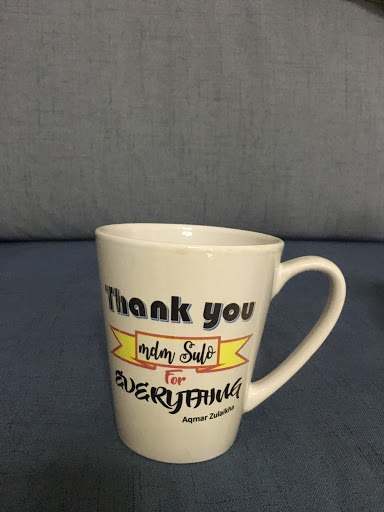 Thank you
mdm Sulo
For
EVERYTHING
Aqmar Zulaikha